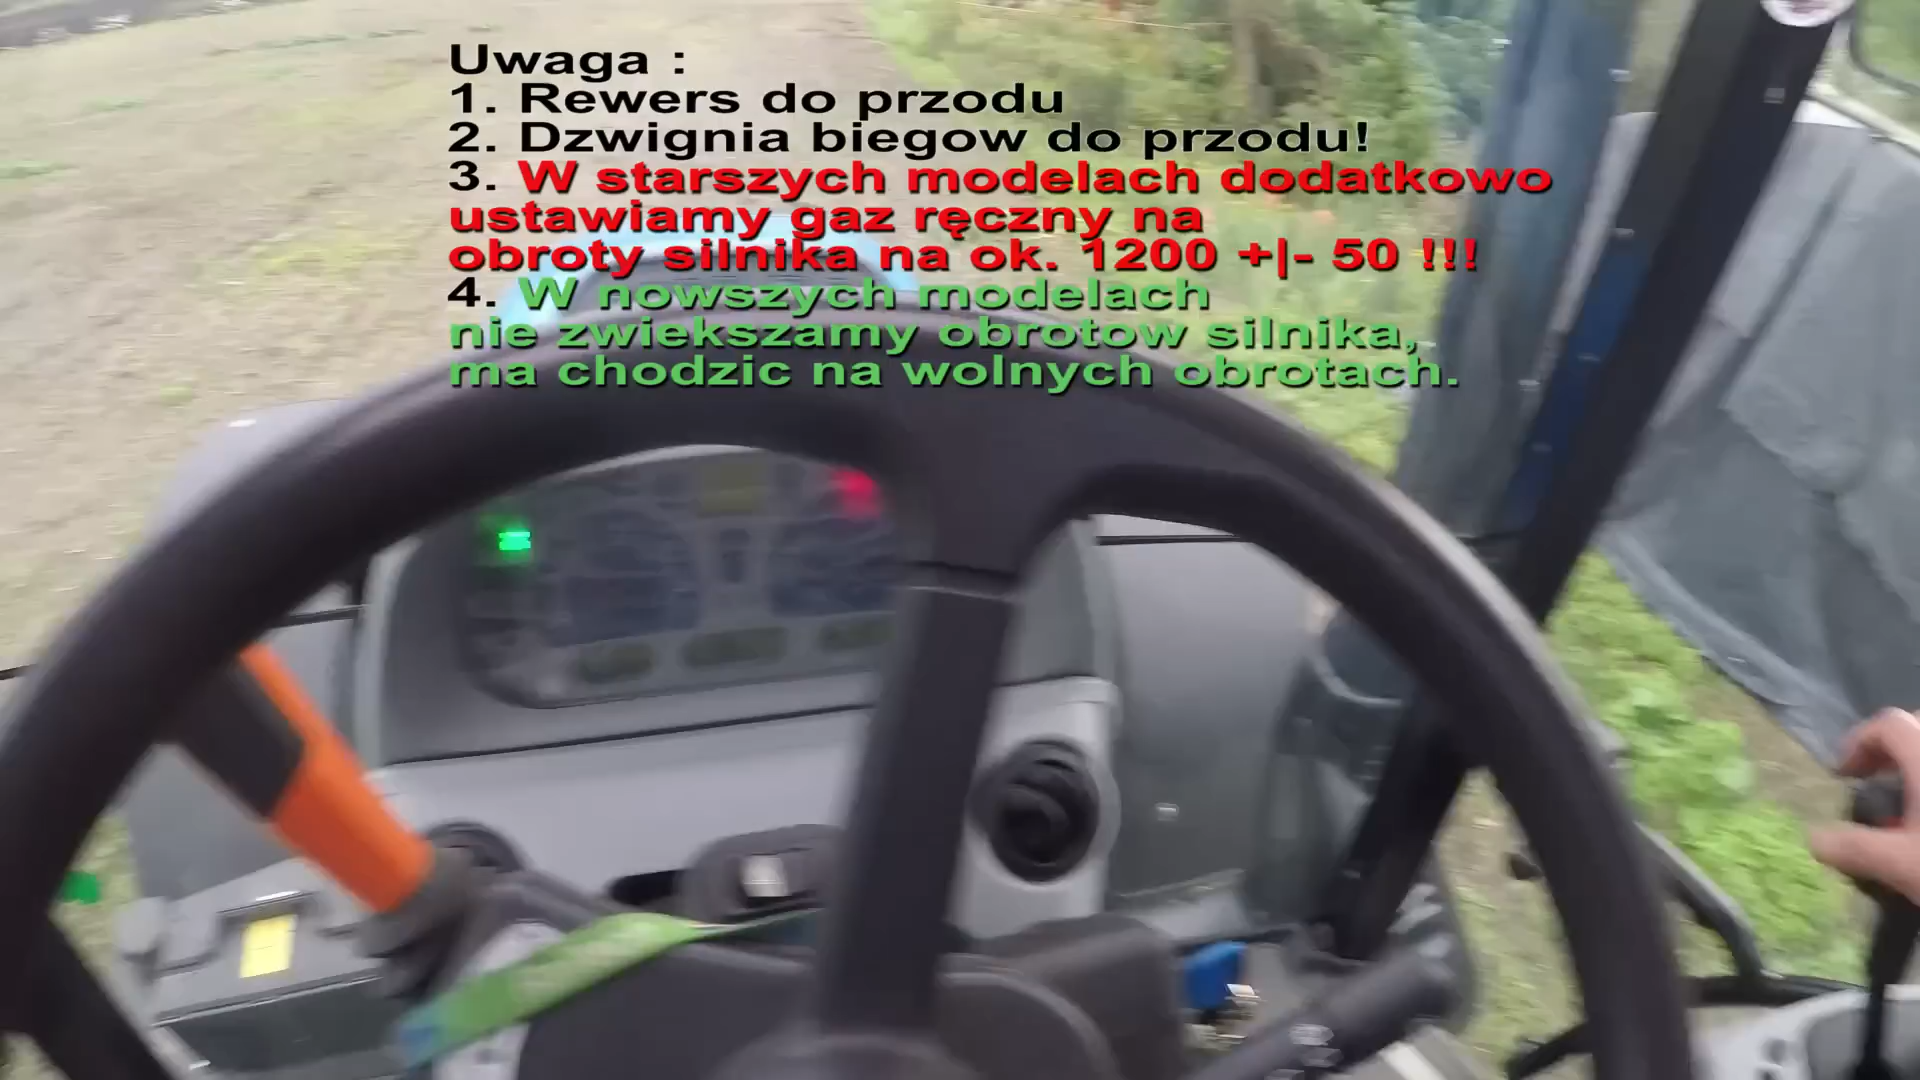 Uwaga :
1. Rewers do przodu
2. Dzwignia biegow do przodu!
3. W starszych modelach dodatkowo
ustawiamy gaz ręczny na
obroty silnika na ok. 1200 +|- 50 !!!
4. W nowszych modelach
nie zwiekszamy obrotow silnika,
ma chodzic na wolnych obrotach.